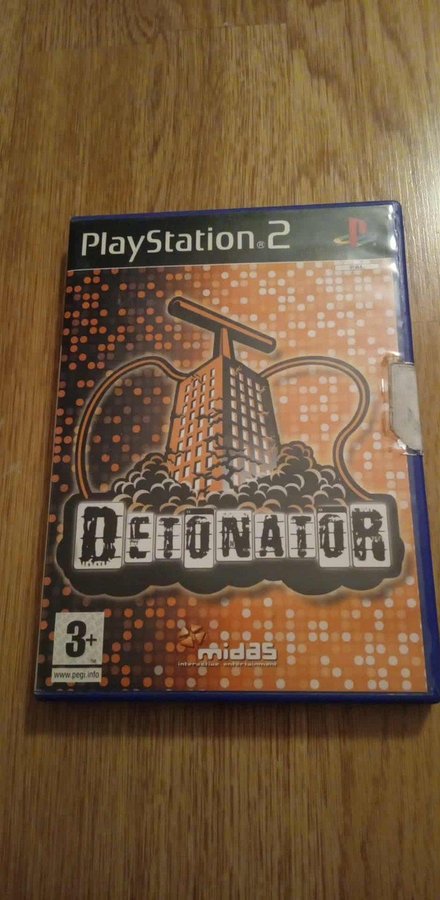 PlayStation®2
DETONATOR
3+
www.pegi.info
midas
interactive entertainment